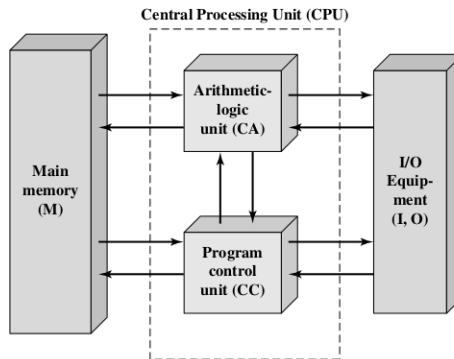 Central Processing Unit (CPU)
Arithmetic-
logic
unit (CA)
Main
memory
(M)
I/O
Equip-
ment
(I, O)
Program
control
unit (CC)